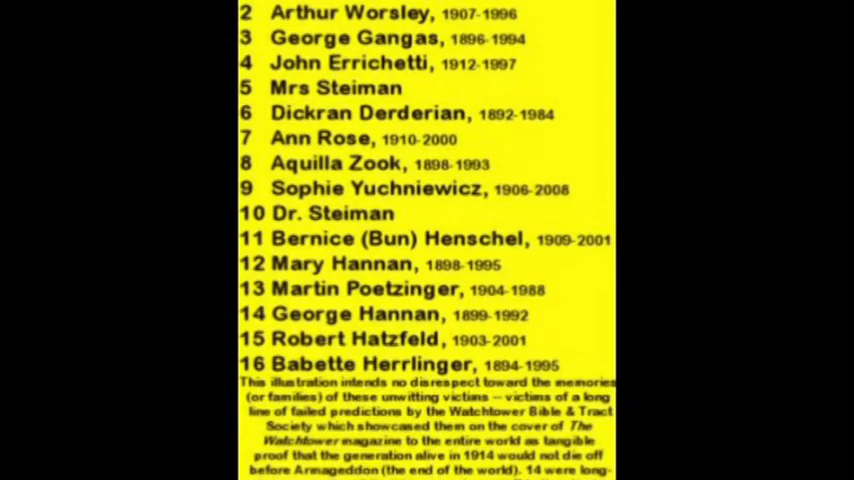 2 Arthur Worsley, 1907-1996
3 George Gangas, 1896-1994
4 John Errichetti, 1912-1997
5 Mrs Steiman
6 Dickran Derderian, 1892-1984
7 Ann Rose, 1910-2000
8 Aquilla Zook, 1898-1993
9 Sophie Yuchniewicz, 1906-2008
10 Dr. Steiman
11 Bernice (Bun) Henschel, 1909-2001
12 Mary Hannan, 1898-1995
13 Martin Poetzinger, 1904-1988
14 George Hannan, 1899-1992
15 Robert Hatzfeld, 1903-2001
16 Babette Herrlinger, 1894-1995
This illustration intends no disrespect toward the memories
(or families) of these unwitting victims – victims of a long
line of failed predictions by the Watchtower Bible & Tract
Society which showcased them on the cover of The
Watchtower magazine to the entire world as tangible
proof that the generation alive in 1914 would not die off
before Armageddon (the end of the world). 14 were long-